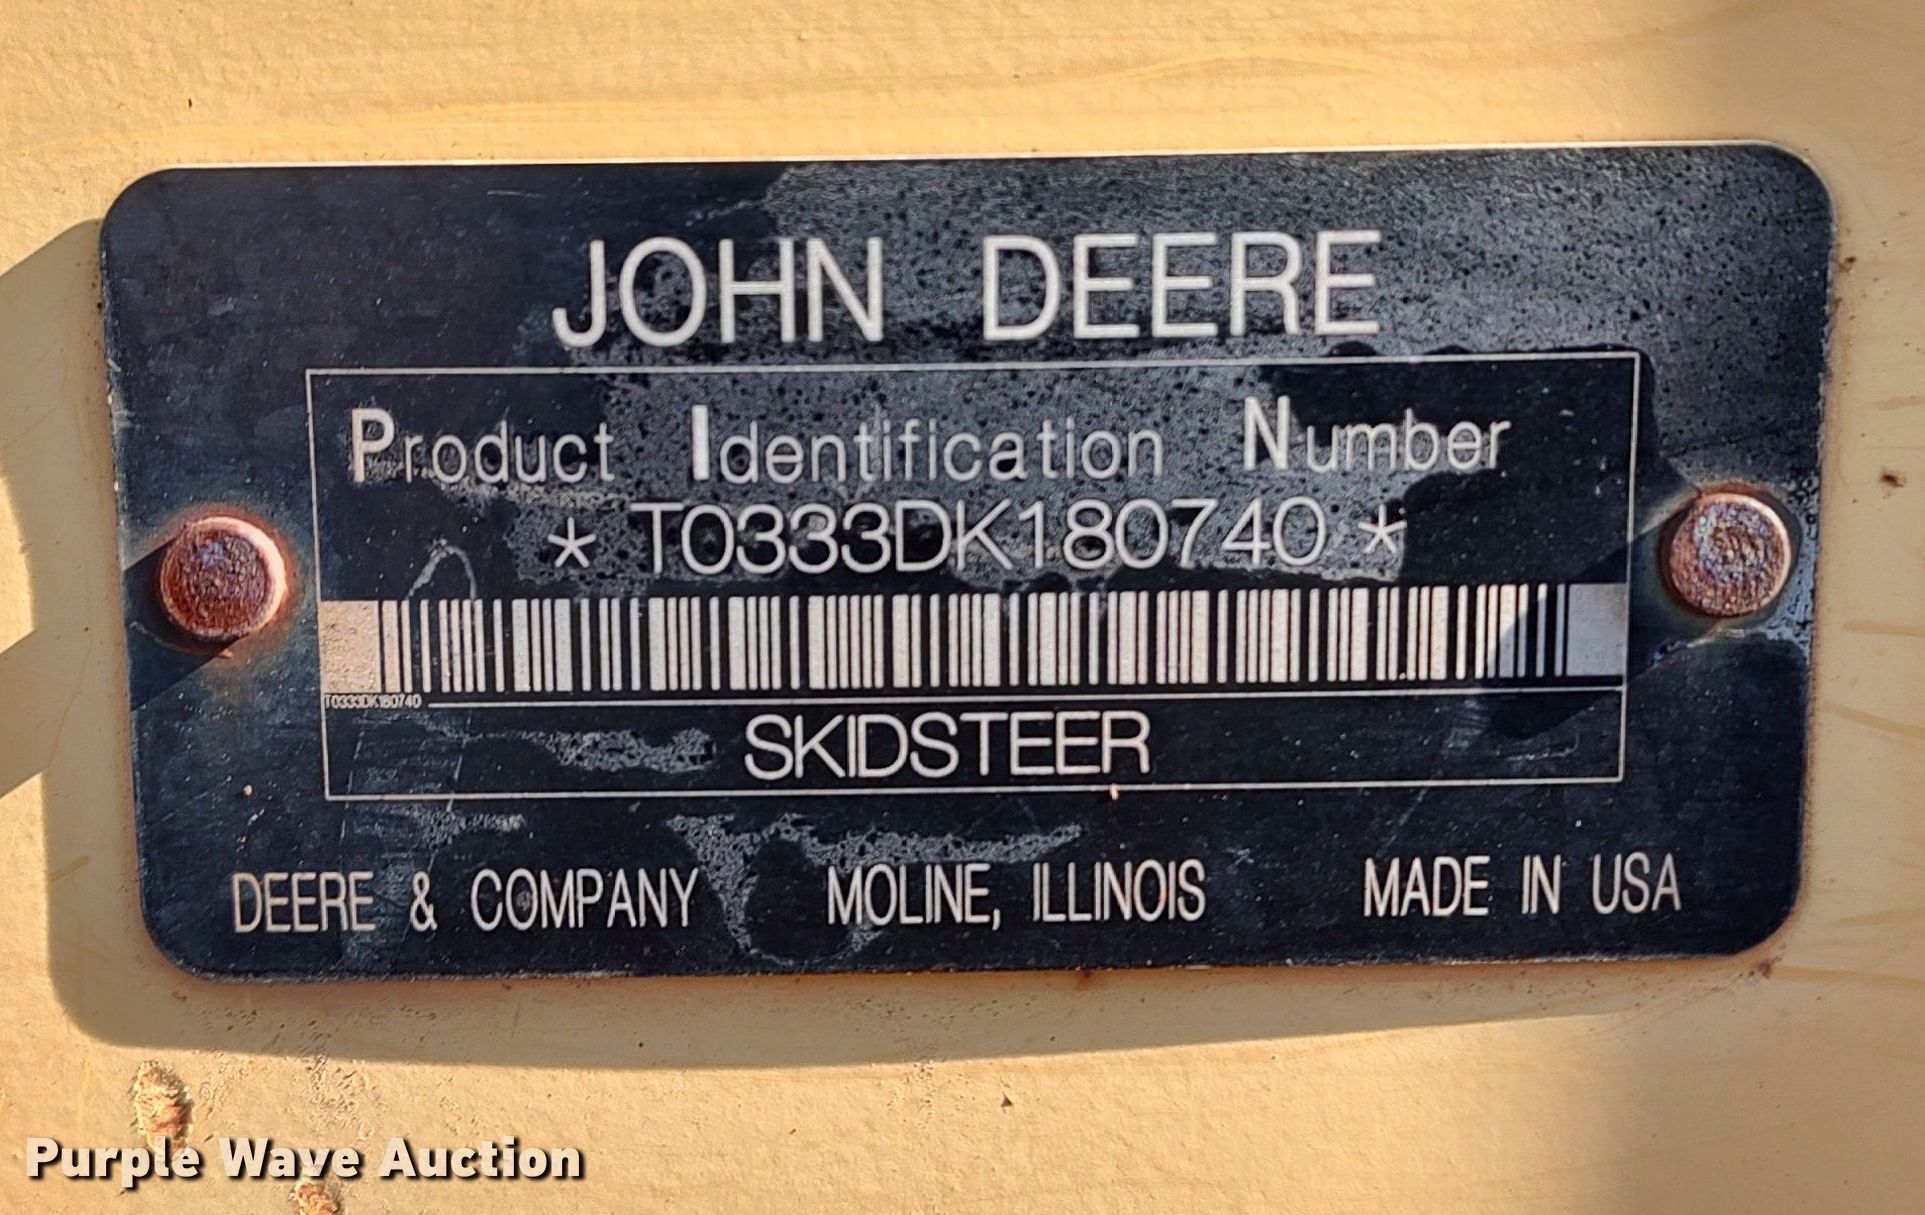 JOHN DEERE
Product Identification Number
* T0333DK180740 *
T0333DK180740
SKIDSTEER
DEERE & COMPANY MOLINE, ILLINOIS MADE IN USA
Purple Wave Auction